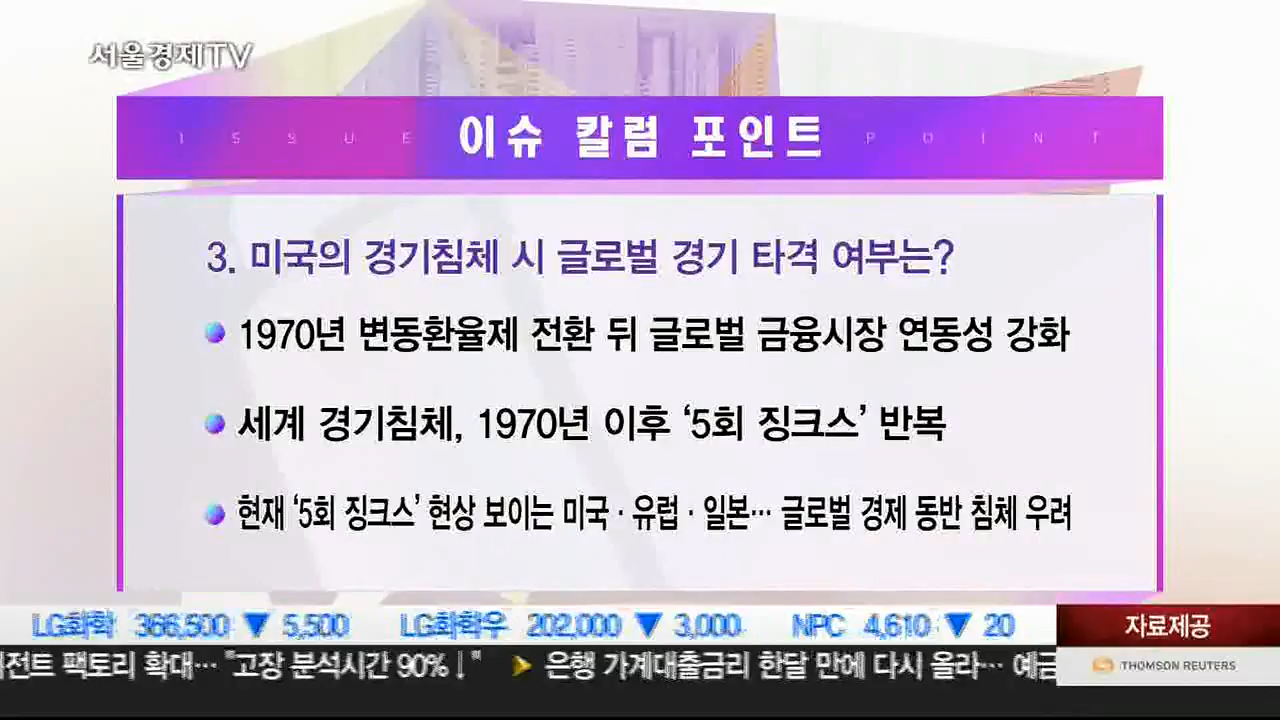 서울경제TV
ISSUE 이슈 칼럼 포인트 POINT
3. 미국의 경기침체 시 글로벌 경기 타격 여부는?
1970년 변동환율제 전환 뒤 글로벌 금융시장 연동성 강화
세계 경기침체, 1970년 이후 ‘5회 징크스’ 반복
현재 ‘5회 징크스’ 현상 보이는 미국·유럽·일본… 글로벌 경제 동반 침체 우려
LG화학 366,500 ▼ 5,500 LG화학우 202,000 ▼ 3,000 NPC 4,610 ▼ 20
자료제공
전트 팩토리 확대… "고장 분석시간 90%↓" 은행 가계대출금리 한달 만에 다시 올라… 예금
THOMSON REUTERS